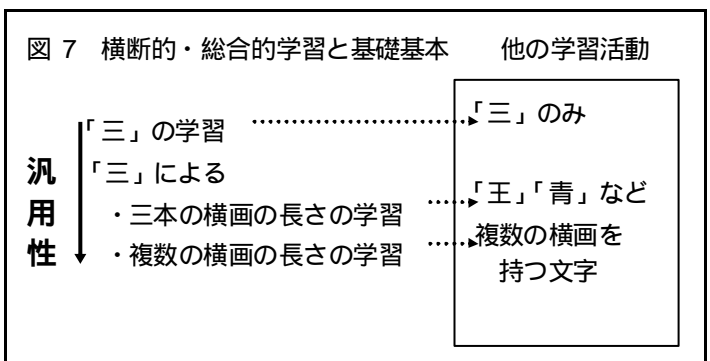 図 7 横断的・総合的学習と基礎基本 他の学習活動
「三」の学習
「三」のみ
汎用性
「三」による
・三本の横画の長さの学習
「王」「青」など
・複数の横画の長さの学習
複数の横画を
持つ文字